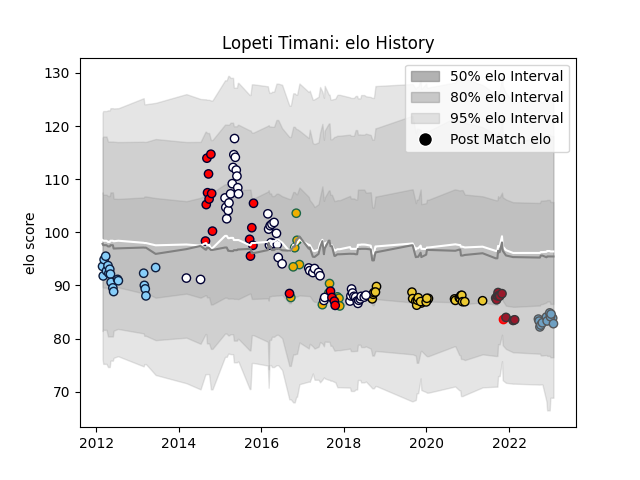 Lopeti Timani: elo History
50% elo Interval
80% elo Interval
95% elo Interval
Post Match elo
elo score
130
120
110
100
90
80
70
2012
2014
2016
2018
2020
2022